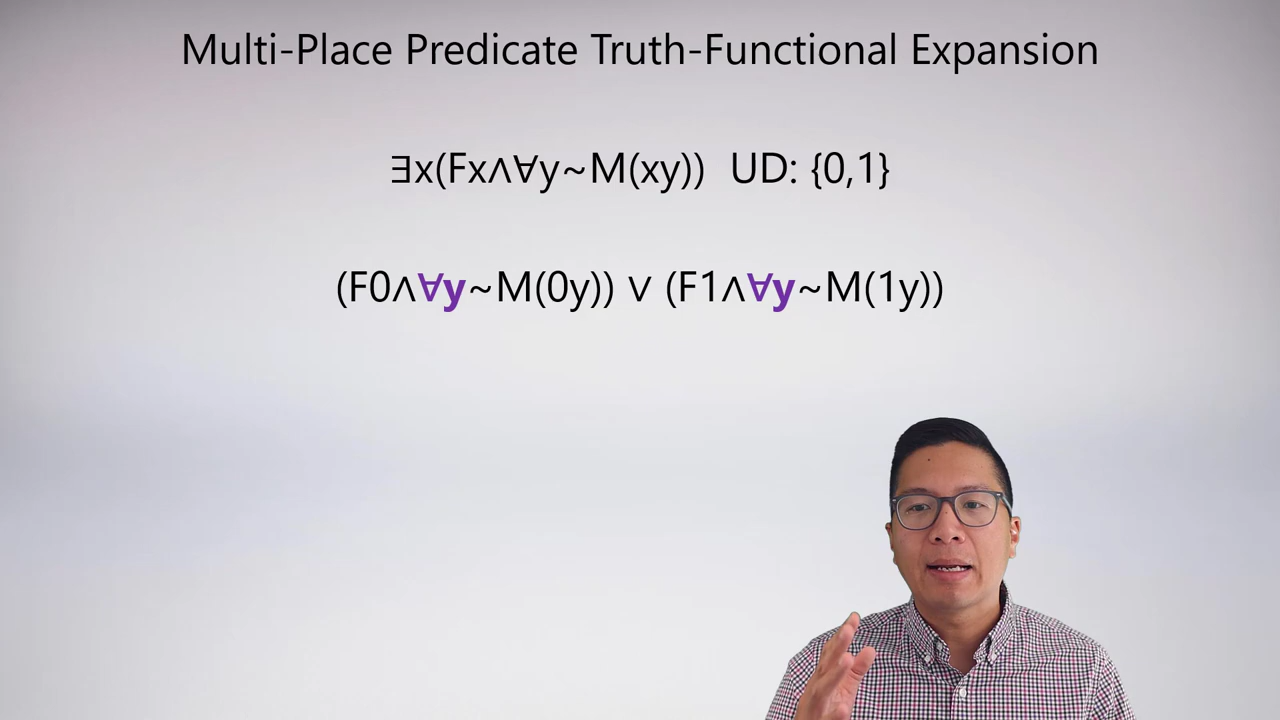 Multi-Place Predicate Truth-Functional Expansion
∃x(Fx∧∀y~M(xy)) UD: {0,1}
(F0∧∀y~M(0y)) ∨ (F1∧∀y~M(1y))